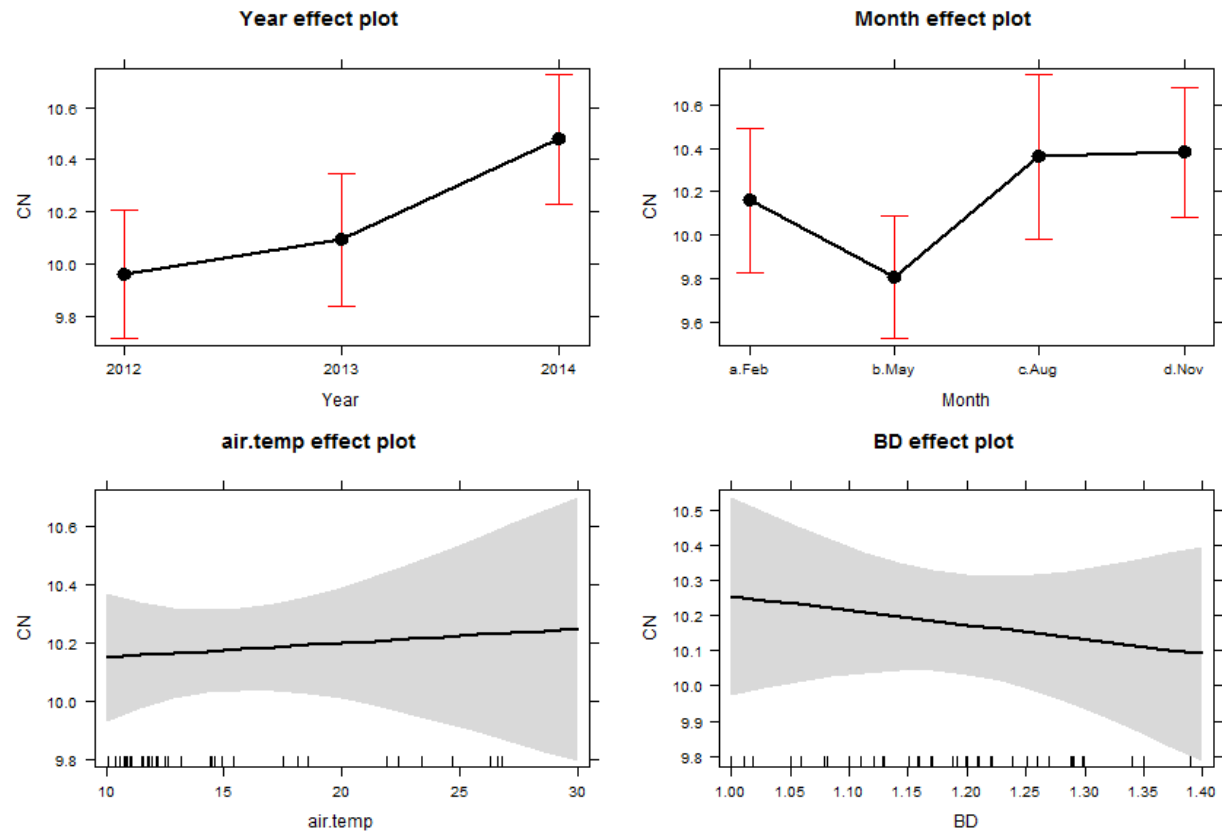 Year effect plot
CN
10.6
10.4
10.2
10.0
9.8
2012 2013 2014
Year
Month effect plot
CN
10.6
10.4
10.2
10.0
9.8
9.6
a.Feb b.May c.Aug d.Nov
Month
air.temp effect plot
CN
10.6
10.4
10.2
10.0
9.8
10 15 20 25 30
air.temp
BD effect plot
CN
10.5
10.4
10.3
10.2
10.1
10.0
9.9
9.8
1.00 1.05 1.10 1.15 1.20 1.25 1.30 1.35 1.40
BD